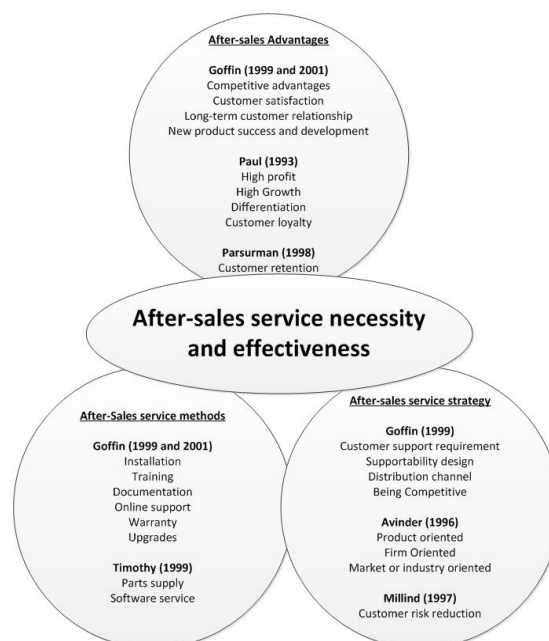 After-sales Advantages
Goffin (1999 and 2001)
Competitive advantages
Customer satisfaction
Long-term customer relationship
New product success and development
Paul (1993)
High profit
High Growth
Differentiation
Customer loyalty
Parsurman (1998)
Customer retention
After-sales service necessity
and effectiveness
After-Sales service methods
Goffin (1999 and 2001)
Installation
Training
Documentation
Online support
Warranty
Upgrades
Timothy (1999)
Parts supply
Software service
After-sales service strategy
Goffin (1999)
Customer support requirement
Supportability design
Distribution channel
Being Competitive
Avinder (1996)
Product oriented
Firm Oriented
Market or industry oriented
Millind (1997)
Customer risk reduction